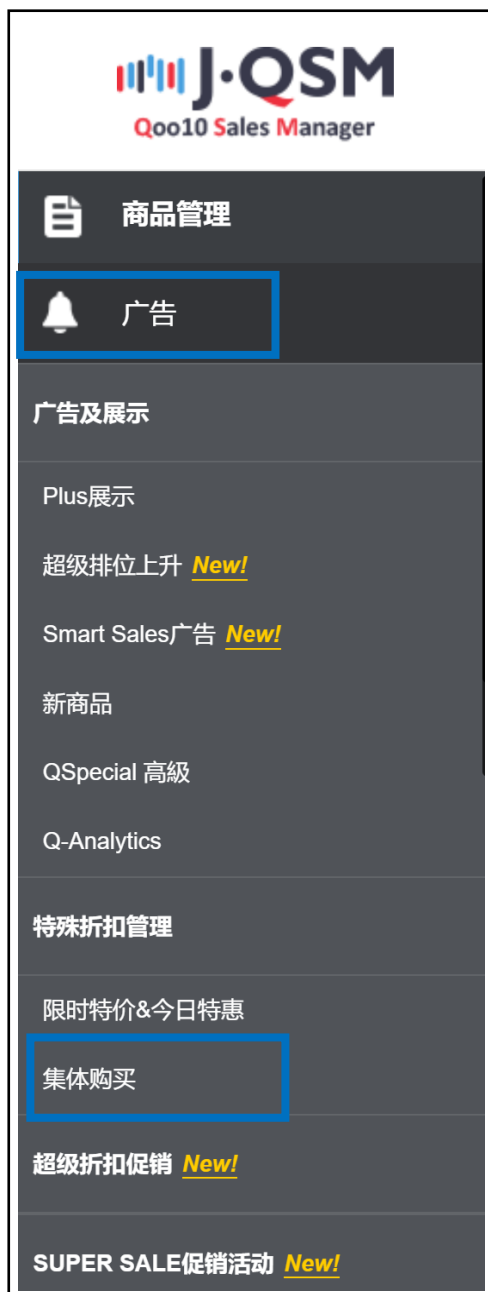 J·QSM
Qoo10 Sales Manager
商品管理
广告
广告及展示
Plus展示
超级排位上升 New!
Smart Sales广告 New!
新商品
QSpecial 高級
Q-Analytics
特殊折扣管理
限时特价&今日特惠
集体购买
超级折扣促销 New!
SUPER SALE促销活动 New!